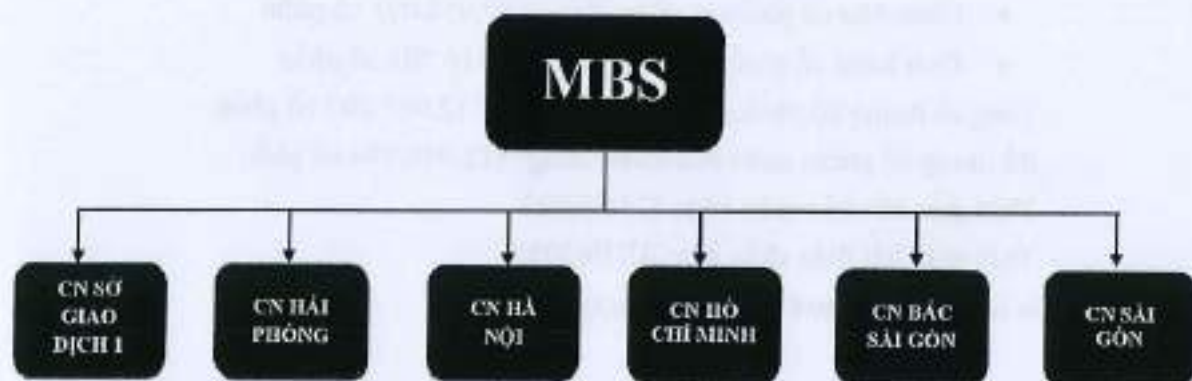 MBS
CN SỞ
GIAO
DỊCH 1
CN HẢI
PHÒNG
CN HÀ
NỘI
CN HỒ
CHÍ MINH
CN BẮC
SÀI GÒN
CN SÀI
GÒN